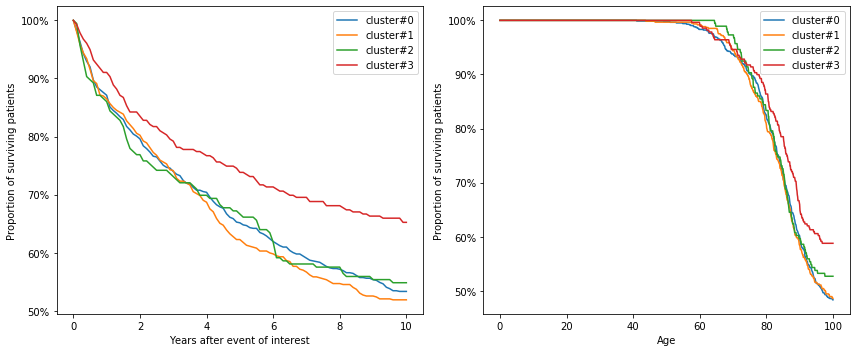 100%
90%
80%
70%
60%
50%
Proportion of surviving patients
0
2
4
6
8
10
Years after event of interest
cluster#0
cluster#1
cluster#2
cluster#3
100%
90%
80%
70%
60%
50%
Proportion of surviving patients
0
20
40
60
80
100
Age
cluster#0
cluster#1
cluster#2
cluster#3